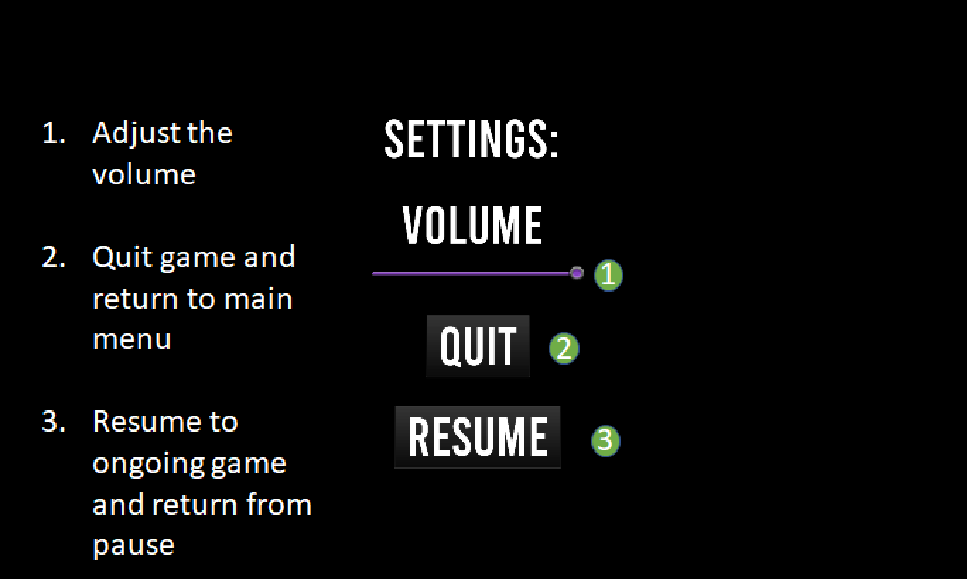 1. Adjust the
volume
2. Quit game and
return to main
menu
3. Resume to
ongoing game
and return from
pause
SETTINGS:
VOLUME
1
QUIT
2
RESUME
3